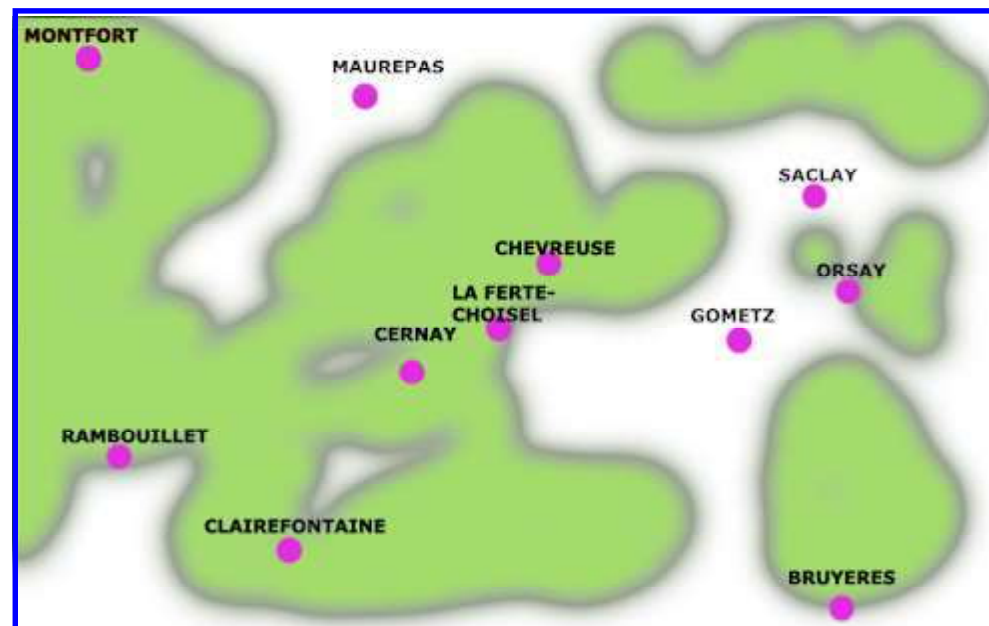 MONTFORT
MAUREPAS
SACLAY
CHEVREUSE
ORSAY
LA FERTE-
CHOISEL
GOMETZ
CERNAY
RAMBOUILLET
CLAIREFONTAINE
BRUYERES